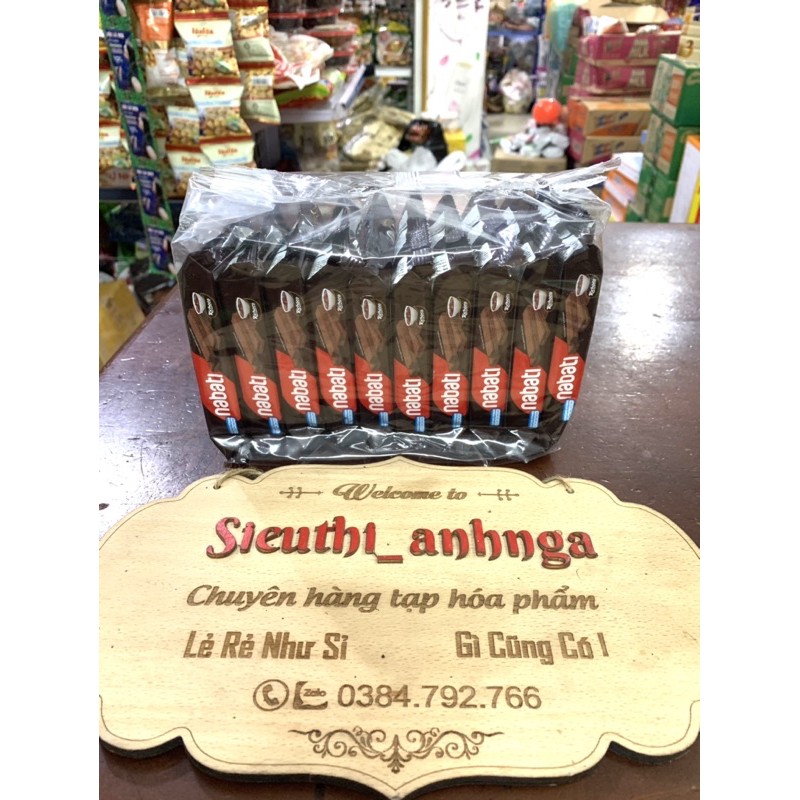 nabati nabati nabati nabati nabati nabati nabati nabati nabati nabati
Welcome to
Sieuthi_anhnga
Chuyên hàng tạp hóa phẩm
Lẻ Rẻ Như Sỉ Gì Cũng Có !
Zalo 0384.792.766